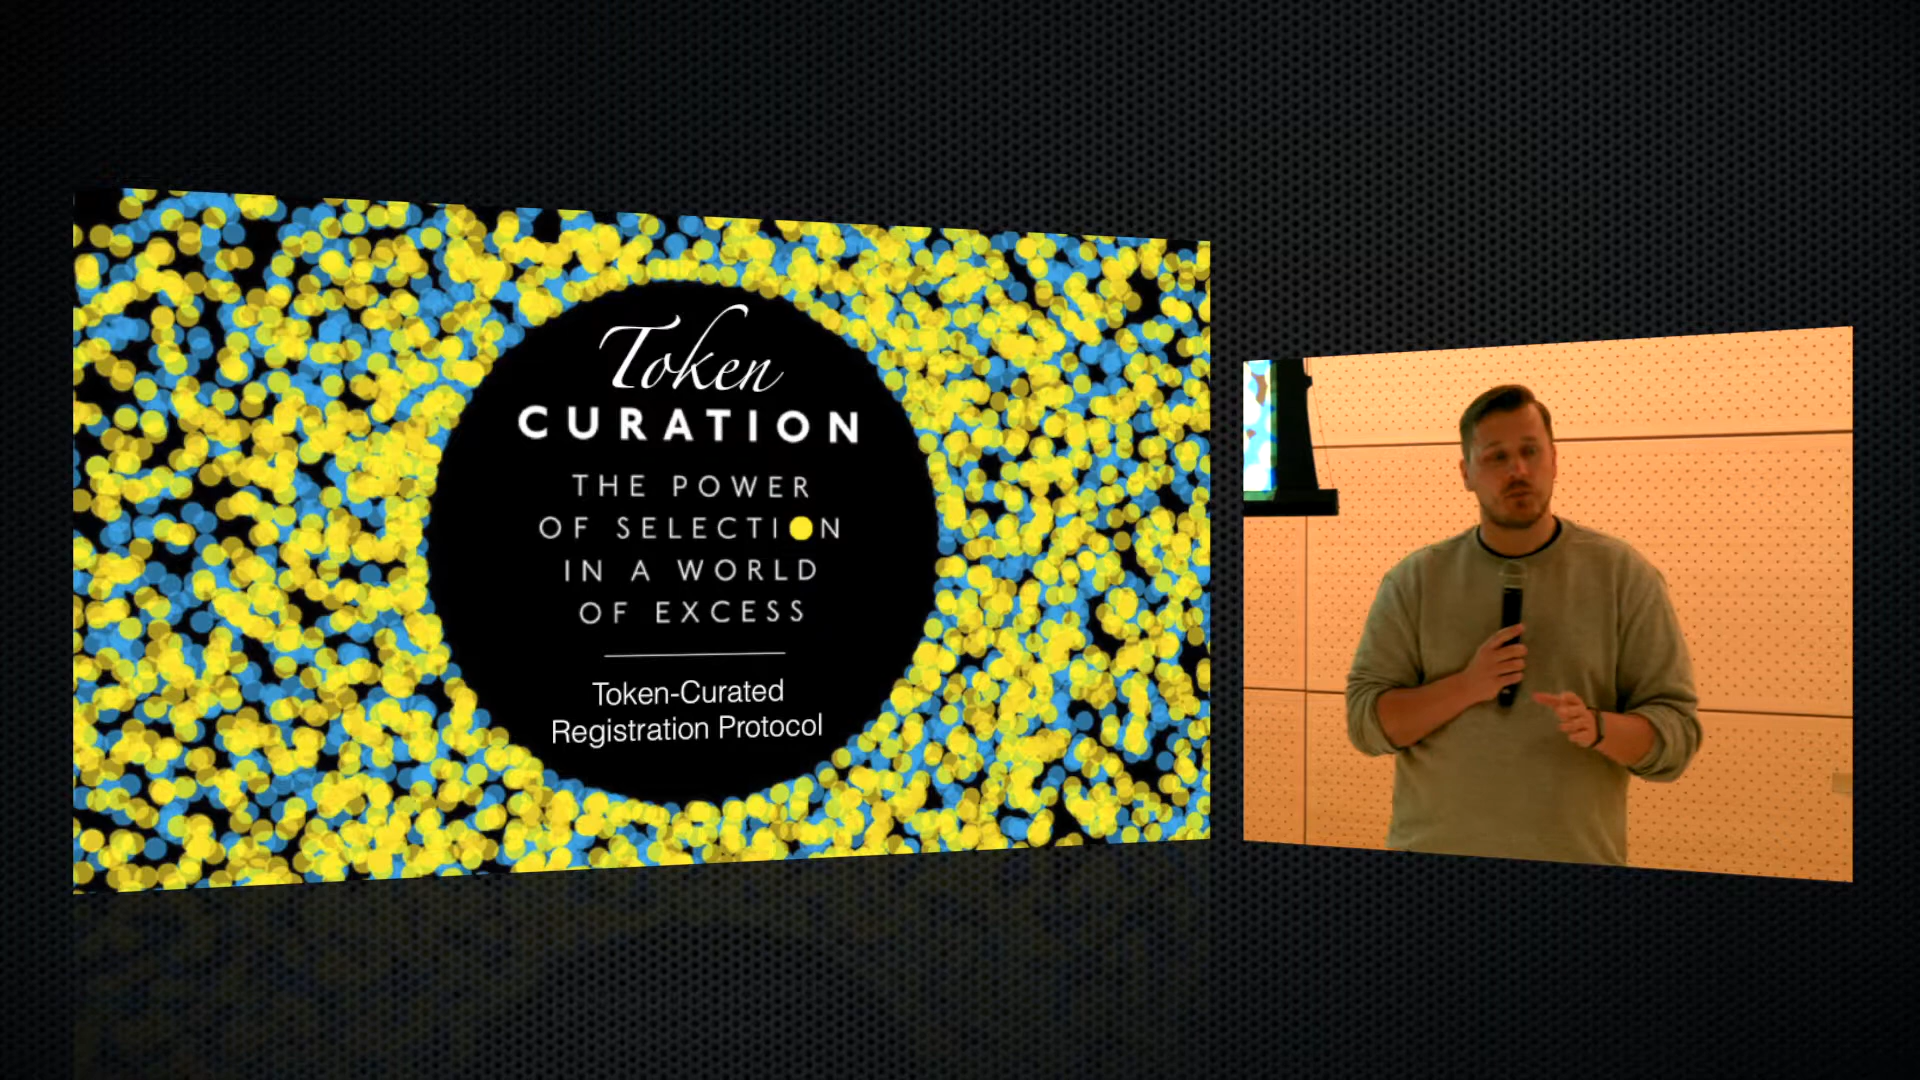 Token
CURATION
THE POWER
OF SELECTION
IN A WORLD
OF EXCESS
Token-Curated
Registration Protocol